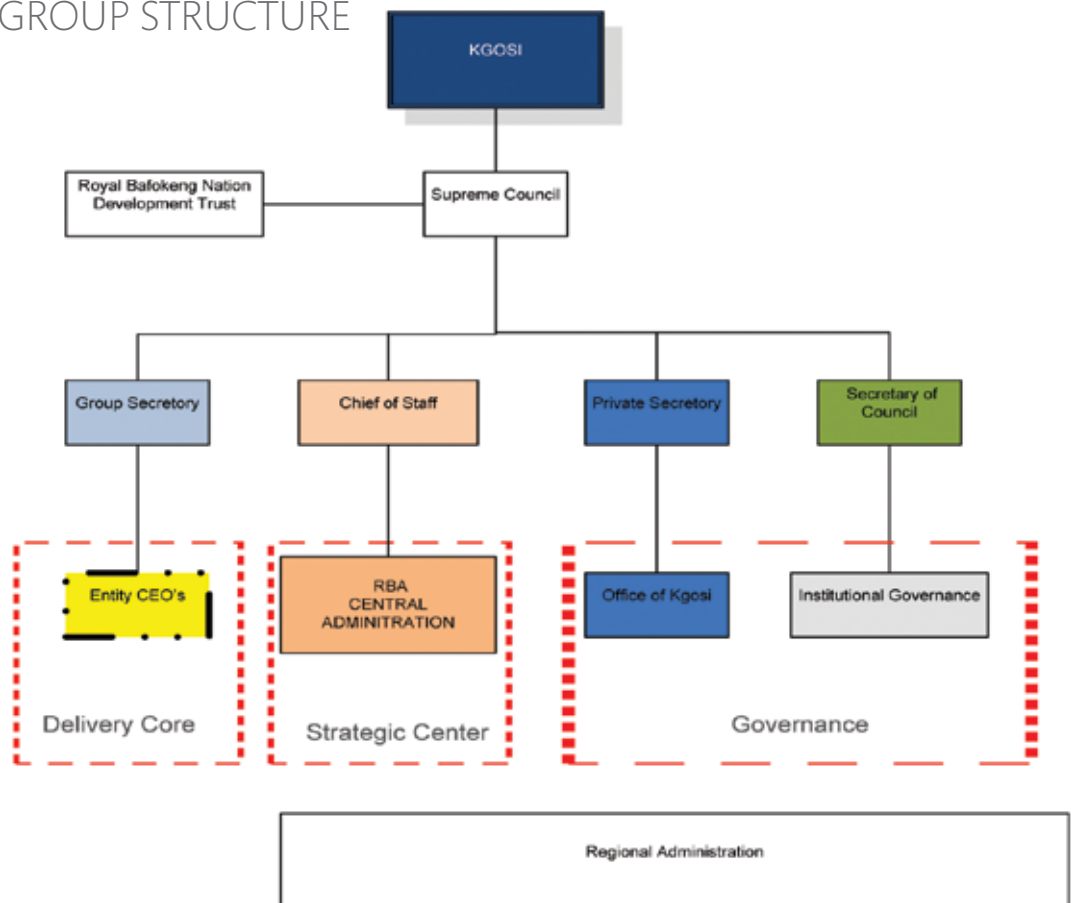 GROUP STRUCTURE
KGOSI
Royal Bafokeng Nation
Development Trust
Supreme Council
Group Secretory
Chief of Staff
Private Secretory
Secretary of
Council
Entity CEO's
RBA
CENTRAL
ADMINITRATION
Office of Kgosi
Institutional Governance
Delivery Core
Strategic Center
Governance
Regional Administration